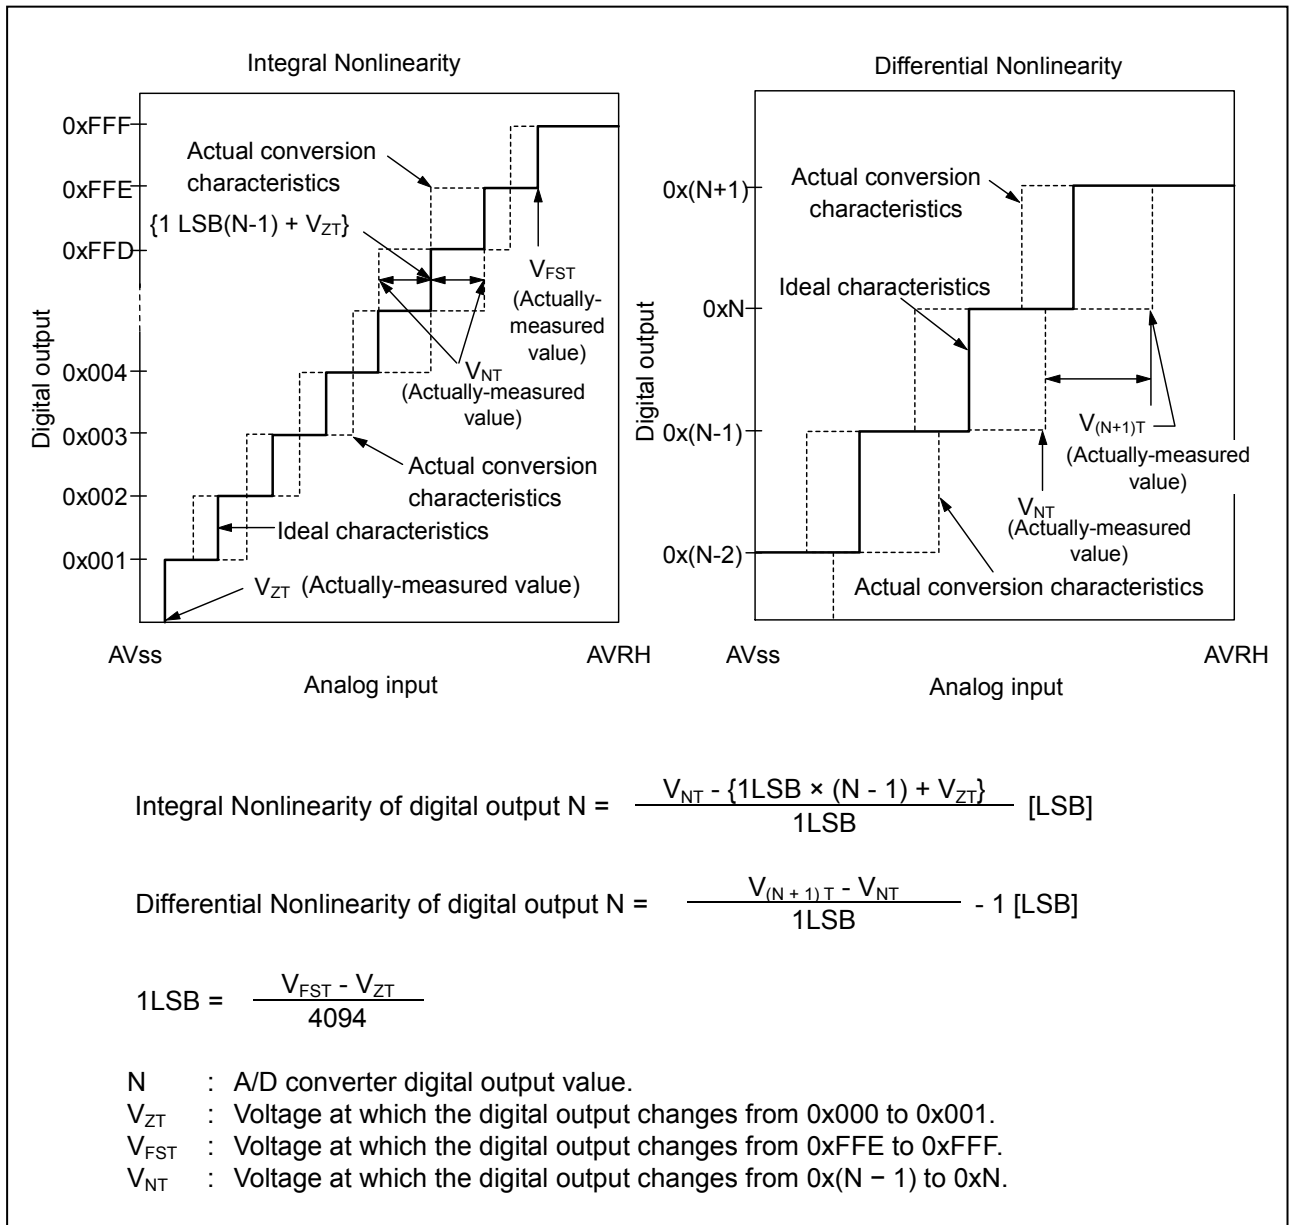 Integral Nonlinearity
0xFFF
0xFFE
0xFFD
0x004
0x003
0x002
0x001
Digital output
Actual conversion
characteristics
{1 LSB(N-1) + VZT}
VFST
(Actually-
measured
value)
VNT
(Actually-measured
value)
Actual conversion
characteristics
Ideal characteristics
VZT (Actually-measured value)
AVss
AVRH
Analog input
Differential Nonlinearity
0x(N+1)
0xN
0x(N-1)
0x(N-2)
Digital output
Actual conversion
characteristics
Ideal characteristics
V(N+1)T
(Actually-measured
value)
VNT
(Actually-measured
value)
Actual conversion characteristics
AVss
AVRH
Analog input
Integral Nonlinearity of digital output N = VNT - {1LSB × (N - 1) + VZT} / 1LSB [LSB]
Differential Nonlinearity of digital output N = V(N + 1) T - VNT / 1LSB - 1 [LSB]
1LSB = VFST - VZT / 4094
N : A/D converter digital output value.
VZT : Voltage at which the digital output changes from 0x000 to 0x001.
VFST : Voltage at which the digital output changes from 0xFFE to 0xFFF.
VNT : Voltage at which the digital output changes from 0x(N − 1) to 0xN.